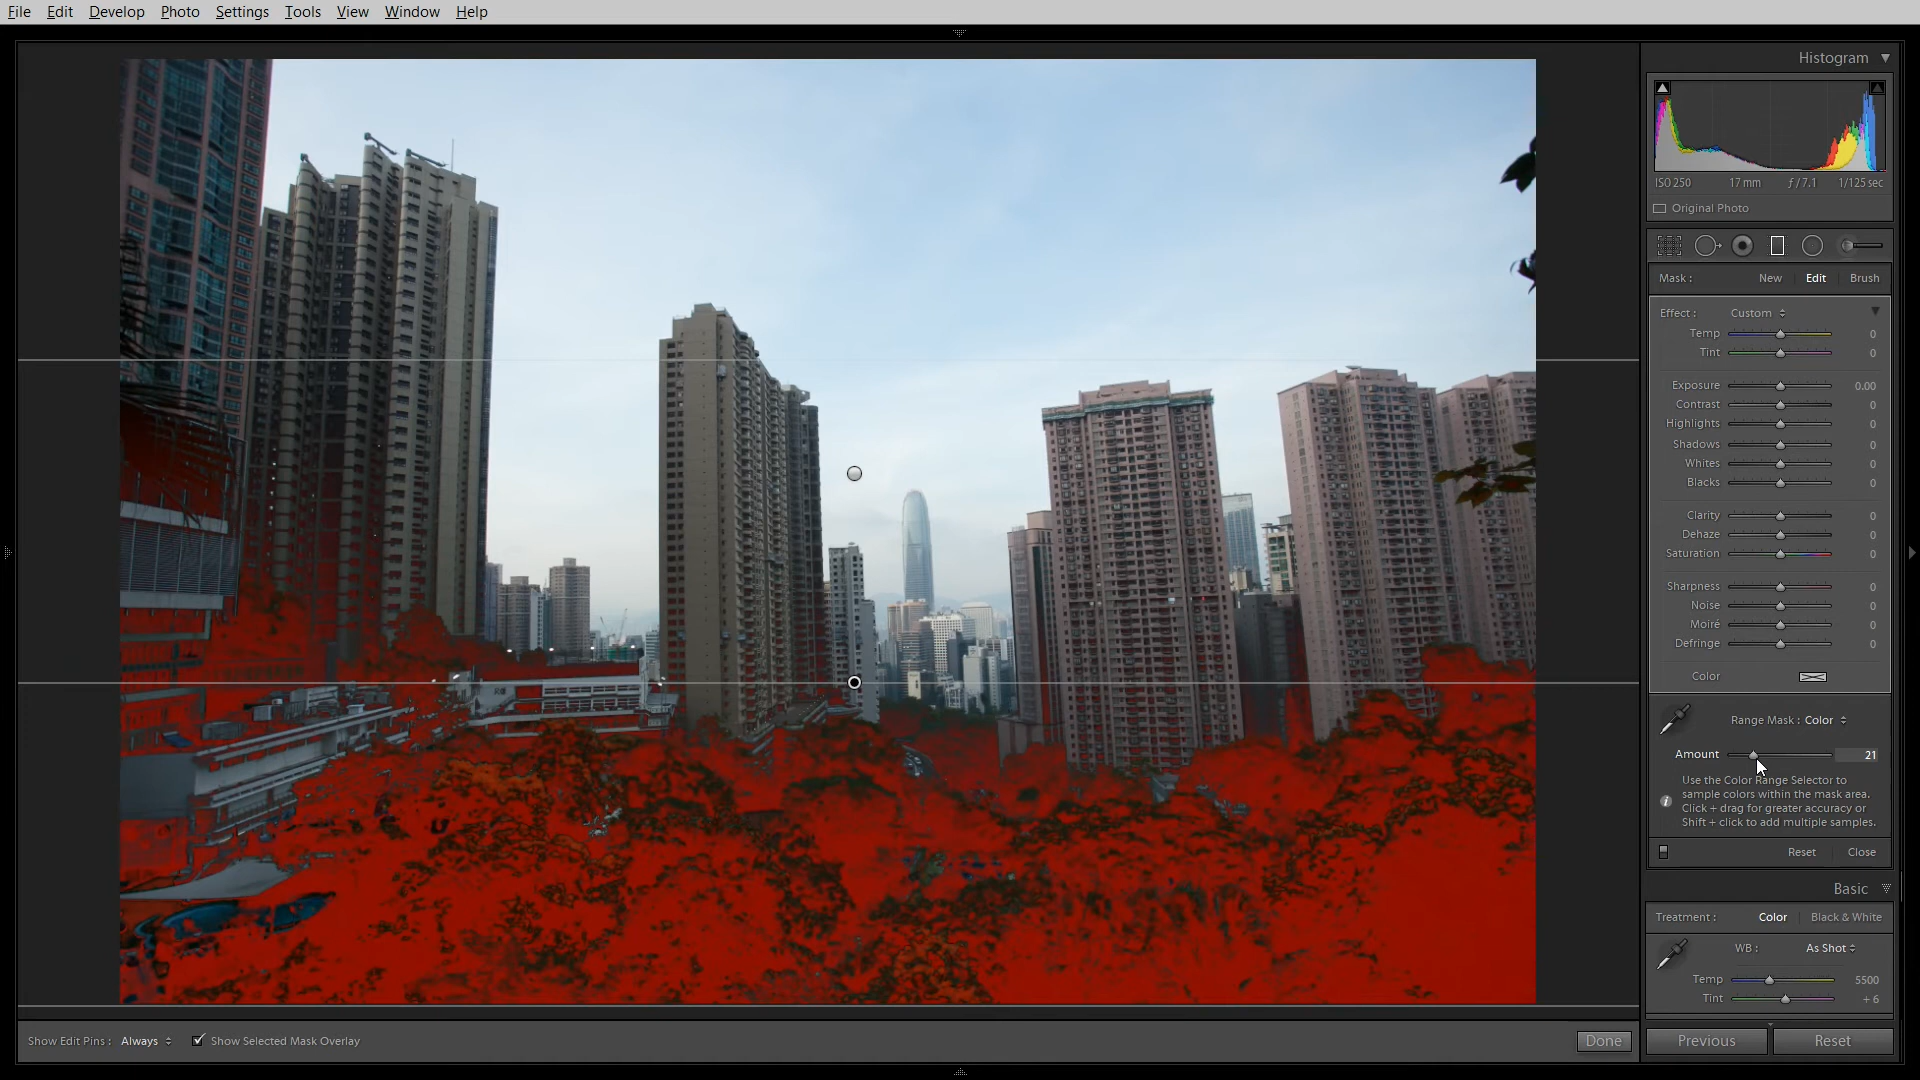 File Edit Develop Photo Settings Tools View Window Help
Histogram
ISO 250 17 mm ƒ / 7.1 1/125 sec
Original Photo
Mask : New Edit Brush
Effect : Custom
Temp 0
Tint 0
Exposure 0.00
Contrast 0
Highlights 0
Shadows 0
Whites 0
Blacks 0
Clarity 0
Dehaze 0
Saturation 0
Sharpness 0
Noise 0
Moiré 0
Defringe 0
Color
Range Mask : Color
Amount 21
Use the Color Range Selector to
sample colors within the mask area.
Click + drag for greater accuracy or
Shift + click to add multiple samples.
Reset Close
Basic
Treatment : Color Black & White
WB : As Shot
Temp 5500
Tint + 6
Show Edit Pins : Always Show Selected Mask Overlay Done
Previous Reset